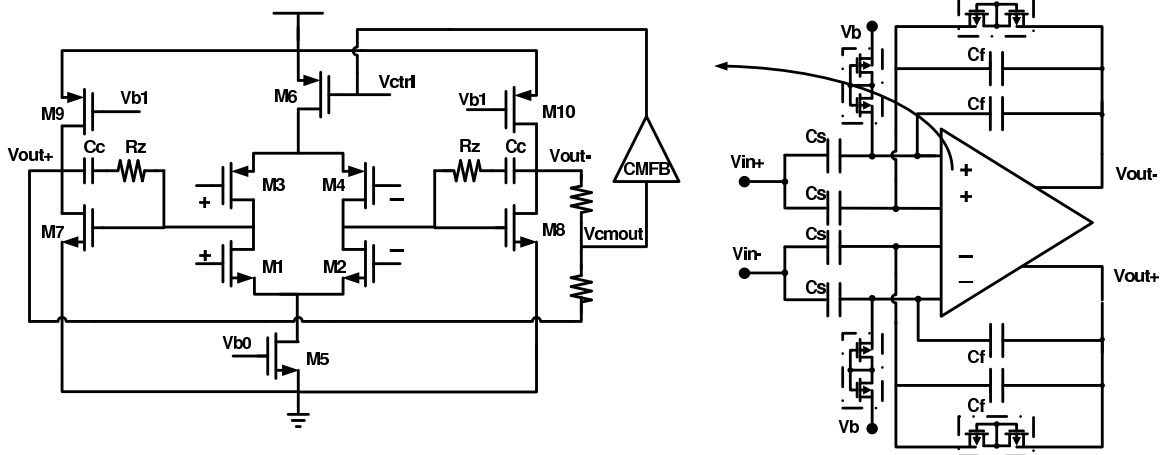 M9
Vb1
M6
Vctrl
Vb1
M10
Vout+
Cc
Rz
M3
M4
Rz
Cc
Vout-
CMFB
+
−
M7
M8
Vcmout
+
M1
M2
−
Vb0
M5
Vb
Cf
Cf
Cs
Vin+
+
+
Vout-
Cs
Cs
Vin-
−
−
Vout+
Cs
Cf
Cf
Vb